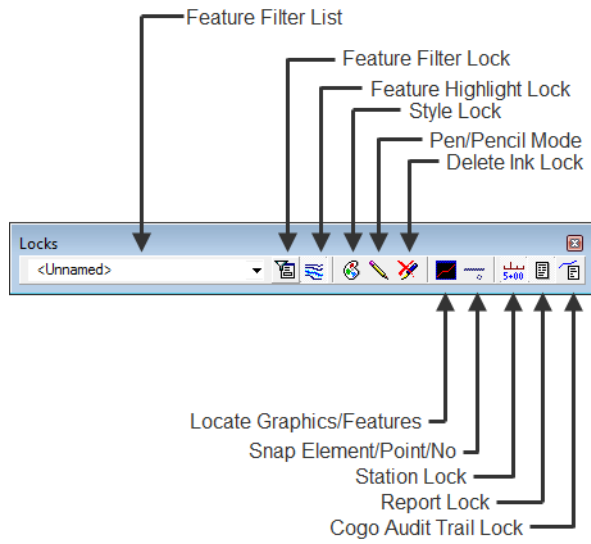 Feature Filter List
Feature Filter Lock
Feature Highlight Lock
Style Lock
Pen/Pencil Mode
Delete Ink Lock
Locks
<Unnamed>
5+00
Locate Graphics/Features
Snap Element/Point/No
Station Lock
Report Lock
Cogo Audit Trail Lock